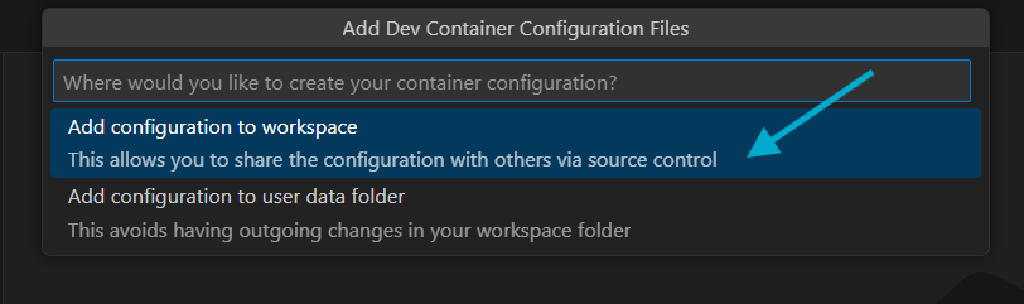 Add Dev Container Configuration Files
Where would you like to create your container configuration?
Add configuration to workspace
This allows you to share the configuration with others via source control
Add configuration to user data folder
This avoids having outgoing changes in your workspace folder